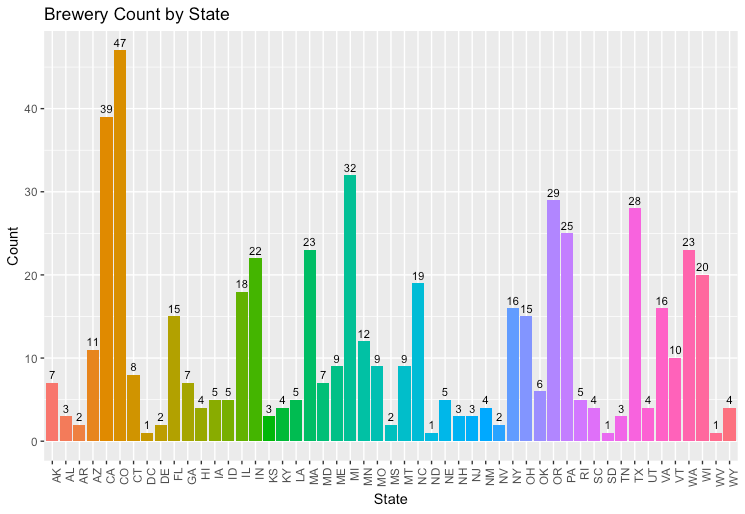 Brewery Count by State
Count
40
30
20
10
0
7 3 2 11 39 47 8 1 2 15 7 4 5 5 18 22 3 4 5 23 7 9 32 12 9 2 9 19 1 5 3 3 4 2 16 15 6 29 25 5 4 1 3 28 4 16 10 23 20 1 4
AK AL AR AZ CA CO CT DC DE FL GA HI IA ID IL IN KS KY LA MA MD ME MI MN MO MS MT NC ND NE NH NJ NM NV NY OH OK OR PA RI SC SD TN TX UT VA VT WA WI WV WY
State